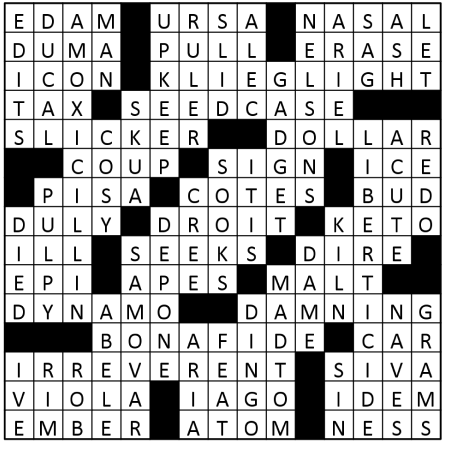 EDAM URSA NASAL
DUMA PULL ERASE
ICON KLIEGLIGHT
TAX SEEDCASE
SLICKER DOLLAR
COUP SIGN ICE
PISA COTES BUD
DULY DROIT KETO
ILL SEEKS DIRE
EPI APES MALT
DYNAMO DAMNING
BONAFIDE CAR
IRREVERENT SIVA
VIOLA IAGO IDEM
EMBER ATOM NESS